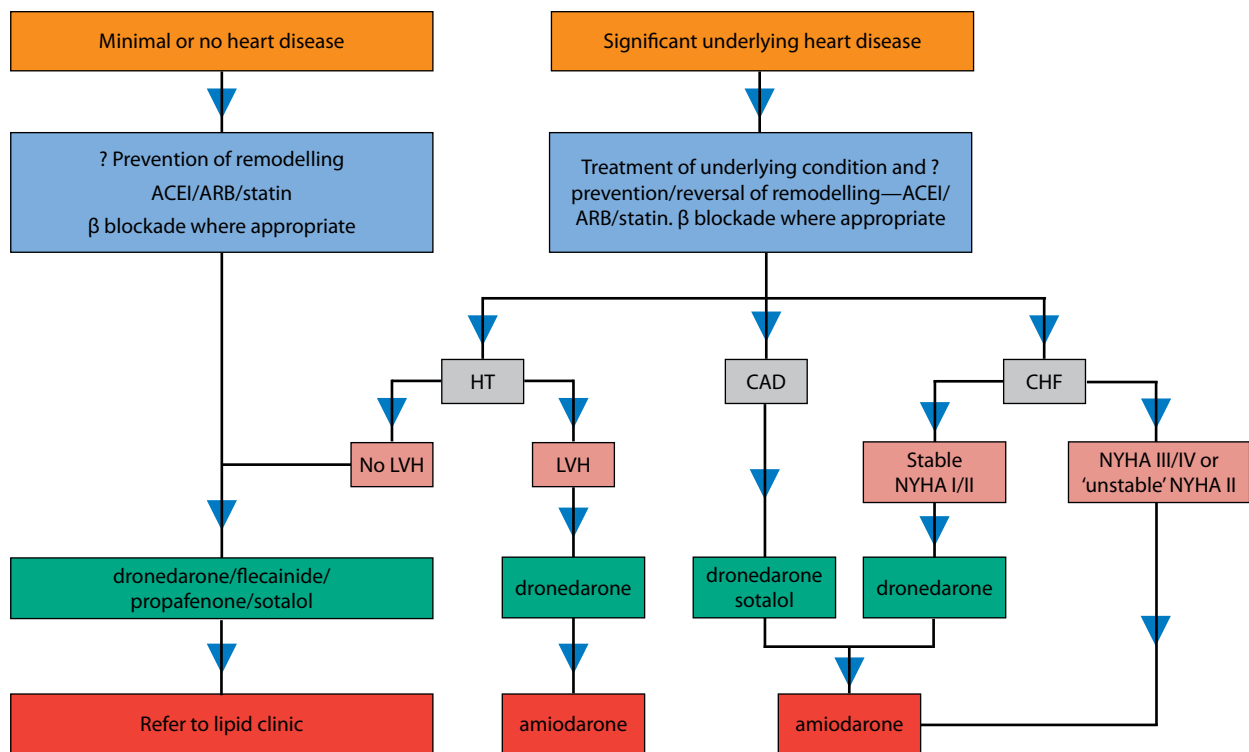 Minimal or no heart disease
Significant underlying heart disease
? Prevention of remodelling
ACEI/ARB/statin
β blockade where appropriate
Treatment of underlying condition and ?
prevention/reversal of remodelling—ACEI/
ARB/statin. β blockade where appropriate
HT
CAD
CHF
No LVH
LVH
Stable
NYHA I/II
NYHA III/IV or
‘unstable’ NYHA II
dronedarone/flecainide/
propafenone/sotalol
dronedarone
dronedarone
sotalol
dronedarone
Refer to lipid clinic
amiodarone
amiodarone